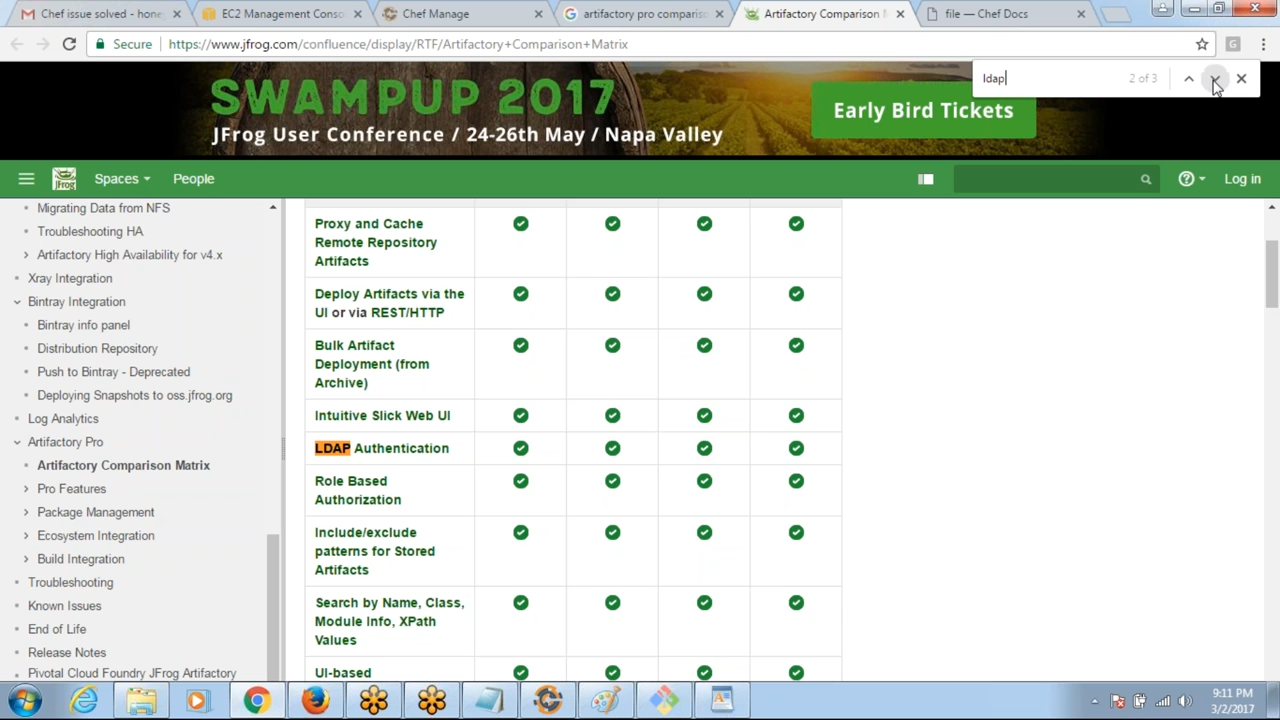 Chef issue solved - hone
EC2 Management Conso
Chef Manage
artifactory pro comparis
Artifactory Comparison M
file — Chef Docs
Secure
https://www.jfrog.com/confluence/display/RTF/Artifactory+Comparison+Matrix
G
ldap
2 of 3
SWAMPUP 2017
JFrog User Conference / 24-26th May / Napa Valley
Early Bird Tickets
JFrog
Spaces
People
Log in
Migrating Data from NFS
Troubleshooting HA
Artifactory High Availability for v4.x
Xray Integration
Bintray Integration
Bintray info panel
Distribution Repository
Push to Bintray - Deprecated
Deploying Snapshots to oss.jfrog.org
Log Analytics
Artifactory Pro
Artifactory Comparison Matrix
Pro Features
Package Management
Ecosystem Integration
Build Integration
Troubleshooting
Known Issues
End of Life
Release Notes
Pivotal Cloud Foundry JFrog Artifactory
Proxy and Cache
Remote Repository
Artifacts
Deploy Artifacts via the
UI or via REST/HTTP
Bulk Artifact
Deployment (from
Archive)
Intuitive Slick Web UI
LDAP Authentication
Role Based
Authorization
Include/exclude
patterns for Stored
Artifacts
Search by Name, Class,
Module Info, XPath
Values
UI-based
9:11 PM
3/2/2017